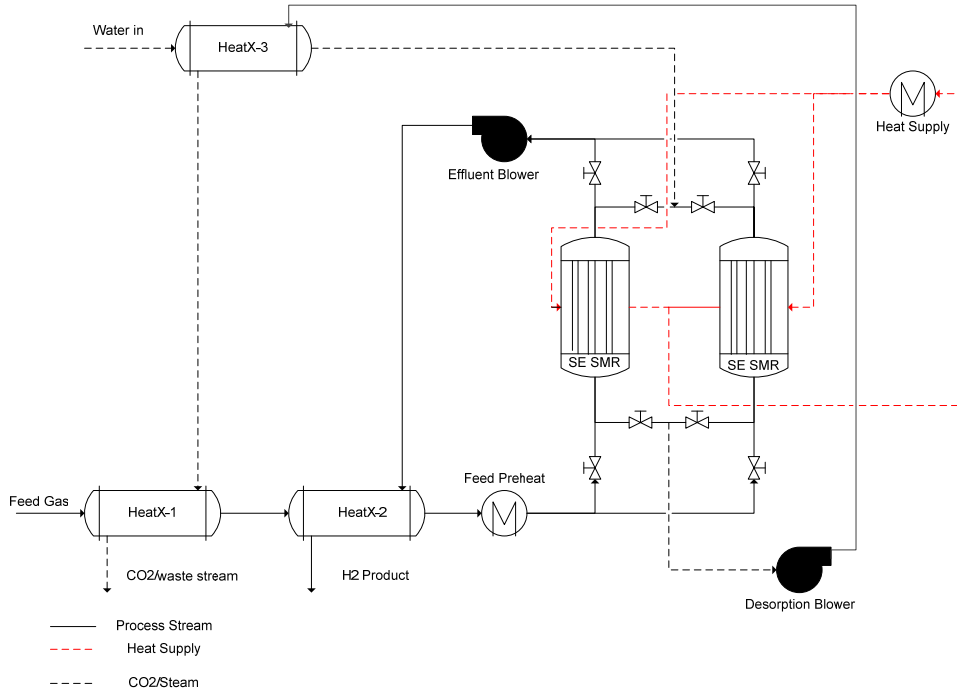 Water in
HeatX-3
Heat Supply
Effluent Blower
SE SMR
SE SMR
Feed Gas
HeatX-1
HeatX-2
Feed Preheat
CO2/waste stream
H2 Product
Desorption Blower
Process Stream
Heat Supply
CO2/Steam